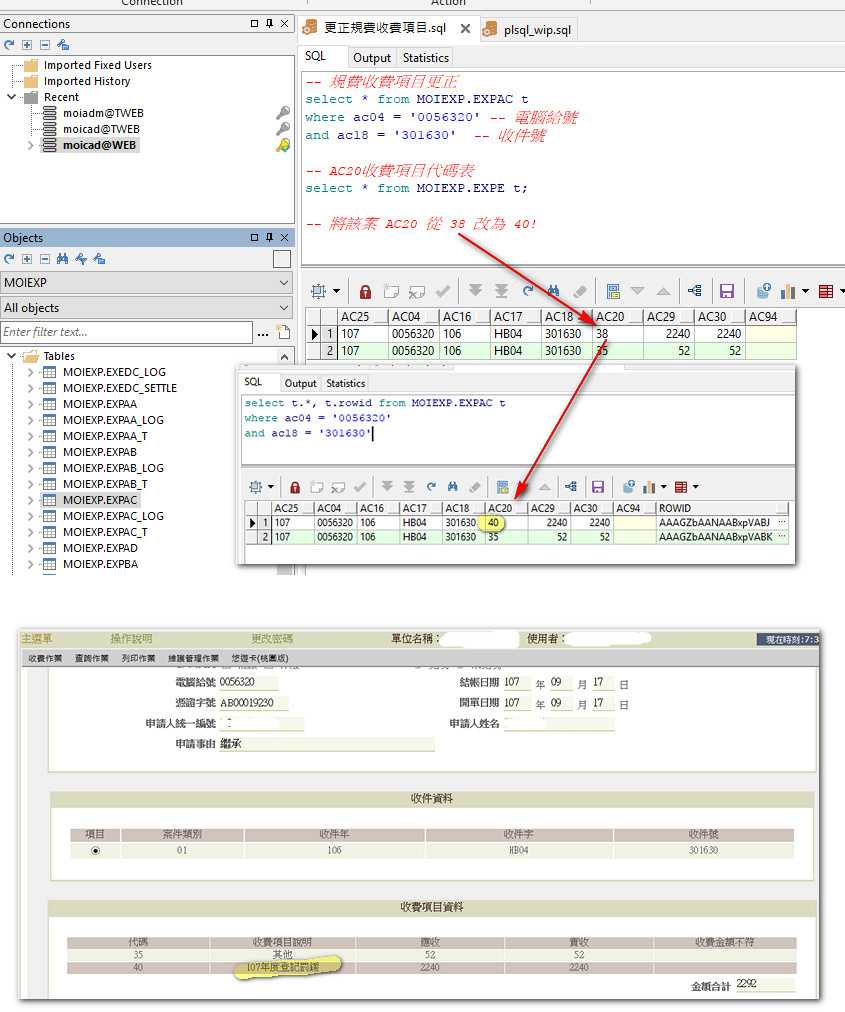 Connection
Action
Connections
Imported Fixed Users
Imported History
Recent
moiadm@TWEB
moicad@TWEB
moicad@WEB
Objects
MOIEXP
All objects
Enter filter text...
Tables
MOIEXP.EXEDC_LOG
MOIEXP.EXEDC_SETTLE
MOIEXP.EXPAA
MOIEXP.EXPAA_LOG
MOIEXP.EXPAA_T
MOIEXP.EXPAB
MOIEXP.EXPAB_LOG
MOIEXP.EXPAB_T
MOIEXP.EXPAC
MOIEXP.EXPAC_LOG
MOIEXP.EXPAC_T
MOIEXP.EXPAD
MOIEXP.EXPBA
更正規費收費項目.sql
plsql_wip.sql
SQL Output Statistics
-- 規費收費項目更正
select * from MOIEXP.EXPAC t
where ac04 = '0056320' -- 電腦給號
and ac18 = '301630' -- 收件號
-- AC20收費項目代碼表
select * from MOIEXP.EXPE t;
-- 將該案 AC20 從 38 改為 40!
AC25 AC04 AC16 AC17 AC18 AC20 AC29 AC30 AC94
1 107 0056320 106 HB04 301630 38 2240 2240
2 107 0056320 106 HB04 301630 35 52 52
SQL Output Statistics
select t.*, t.rowid from MOIEXP.EXPAC t
where ac04 = '0056320'
and ac18 = '301630'
AC25 AC04 AC16 AC17 AC18 AC20 AC29 AC30 AC94 ROWID
1 107 0056320 106 HB04 301630 40 2240 2240 AAAGZbAANAABxpVABJ ...
2 107 0056320 106 HB04 301630 35 52 52 AAAGZbAANAABxpVABK ...
主選單 操作說明 更改密碼 單位名稱: 使用者: 現在時刻:7:3
收費作業 查詢作業 列印作業 維護管理作業 悠遊卡(桃園版)
電腦給號 0056320 結帳日期 107 年 09 月 17 日
憑證字號 AB00019230 開單日期 107 年 09 月 17 日
申請人統一編號 申請人姓名
申請事由 繼承
收件資料
項目 案件類別 收件年 收件字 收件號
01 106 HB04 301630
收費項目資料
代碼 收費項目說明 應收 實收 收費金額不符
35 其他 52 52
40 107年度登記罰鍰 2240 2240
金額合計 2292